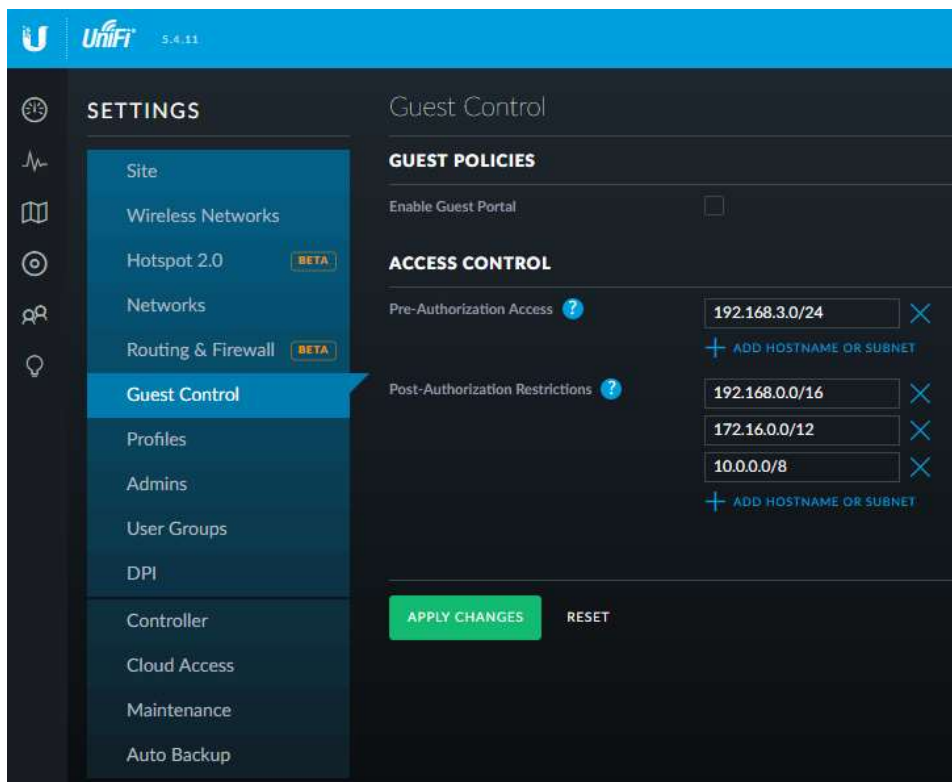 UniFi 5.4.11
SETTINGS
Site
Wireless Networks
Hotspot 2.0 BETA
Networks
Routing & Firewall BETA
Guest Control
Profiles
Admins
User Groups
DPI
Controller
Cloud Access
Maintenance
Auto Backup
Guest Control
GUEST POLICIES
Enable Guest Portal
ACCESS CONTROL
Pre-Authorization Access ?
192.168.3.0/24
ADD HOSTNAME OR SUBNET
Post-Authorization Restrictions ?
192.168.0.0/16
172.16.0.0/12
10.0.0.0/8
ADD HOSTNAME OR SUBNET
APPLY CHANGES RESET